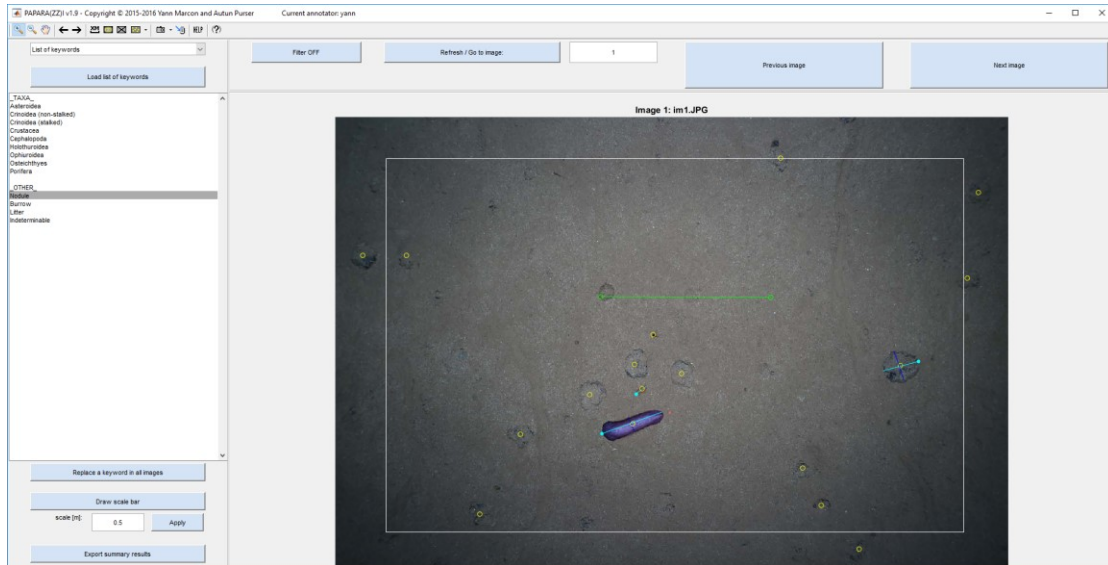 PAPARA(ZZ)I v1.9 - Copyright © 2015-2016 Yann Marcon and Autun Purser Current annotator: yann
HELP
List of keywords
Load list of keywords
Filter OFF
Refresh / Go to image:
1
Previous image
Next image
_TAXA_
Asteroidea
Crinoidea (non-stalked)
Crinoidea (stalked)
Crustacea
Cephalopoda
Holothuroidea
Ophiuroidea
Osteichthyes
Porifera
_OTHER_
Nodule
Burrow
Litter
Indeterminable
Image 1: im1.JPG
Replace a keyword in all images
Draw scale bar
scale [m]:
0.5
Apply
Export summary results